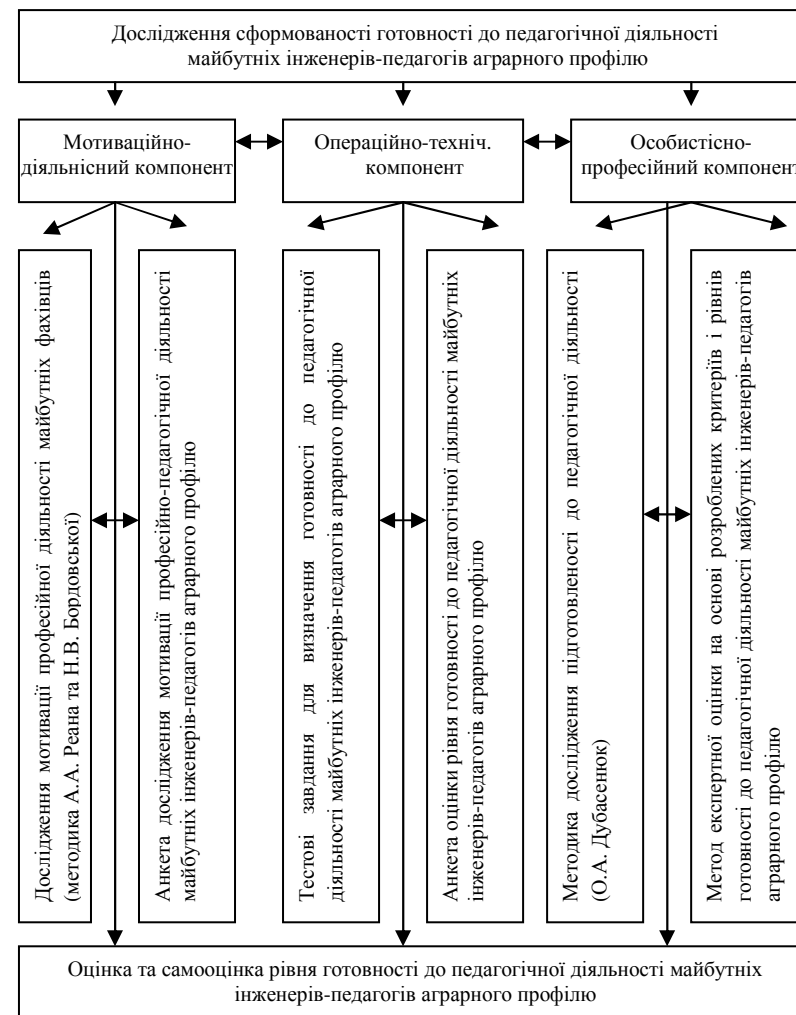 Дослідження сформованості готовності до педагогічної діяльності
майбутніх інженерів-педагогів аграрного профілю
Мотиваційно-
діяльнісний компонент
Операційно-техніч.
компонент
Особистісно-
професійний компонент
Дослідження мотивації професійної діяльності майбутніх фахівців
(методика А.А. Реана та Н.В. Бордовської)
Анкета дослідження мотивації професійно-педагогічної діяльності
майбутніх інженерів-педагогів аграрного профілю
Тестові завдання для визначення готовності до педагогічної
діяльності майбутніх інженерів-педагогів аграрного профілю
Анкета оцінки рівня готовності до педагогічної діяльності майбутніх
інженерів-педагогів аграрного профілю
Методика дослідження підготовленості до педагогічної діяльності
(О.А. Дубасенюк)
Метод експертної оцінки на основі розроблених критеріїв і рівнів
готовності до педагогічної діяльності майбутніх інженерів-педагогів
аграрного профілю
Оцінка та самооцінка рівня готовності до педагогічної діяльності майбутніх
інженерів-педагогів аграрного профілю